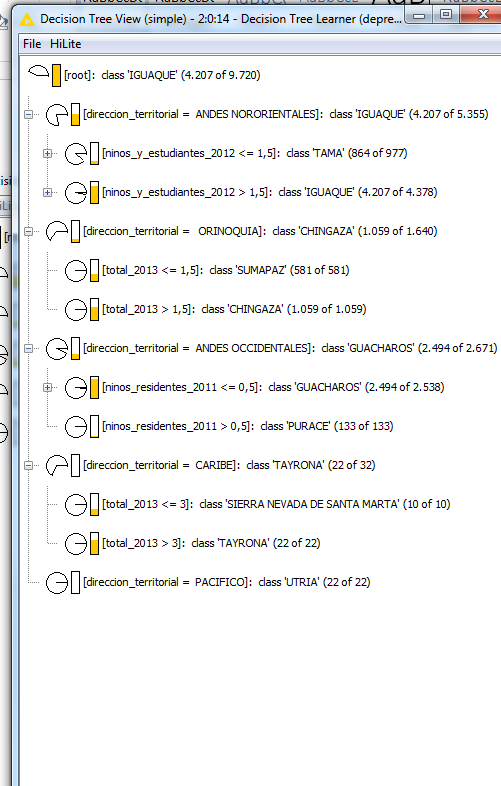 Decision Tree View (simple) - 2:0:14 - Decision Tree Learner (depre...
File HiLite
[root]: class 'IGUAQUE' (4.207 of 9.720)
[direccion_territorial = ANDES NORORIENTALES]: class 'IGUAQUE' (4.207 of 5.355)
[ninos_y_estudiantes_2012 <= 1,5]: class 'TAMA' (864 of 977)
[ninos_y_estudiantes_2012 > 1,5]: class 'IGUAQUE' (4.207 of 4.378)
[direccion_territorial = ORINOQUIA]: class 'CHINGAZA' (1.059 of 1.640)
[total_2013 <= 1,5]: class 'SUMAPAZ' (581 of 581)
[total_2013 > 1,5]: class 'CHINGAZA' (1.059 of 1.059)
[direccion_territorial = ANDES OCCIDENTALES]: class 'GUACHAROS' (2.494 of 2.671)
[ninos_residentes_2011 <= 0,5]: class 'GUACHAROS' (2.494 of 2.538)
[ninos_residentes_2011 > 0,5]: class 'PURACE' (133 of 133)
[direccion_territorial = CARIBE]: class 'TAYRONA' (22 of 32)
[total_2013 <= 3]: class 'SIERRA NEVADA DE SANTA MARTA' (10 of 10)
[total_2013 > 3]: class 'TAYRONA' (22 of 22)
[direccion_territorial = PACIFICO]: class 'UTRIA' (22 of 22)